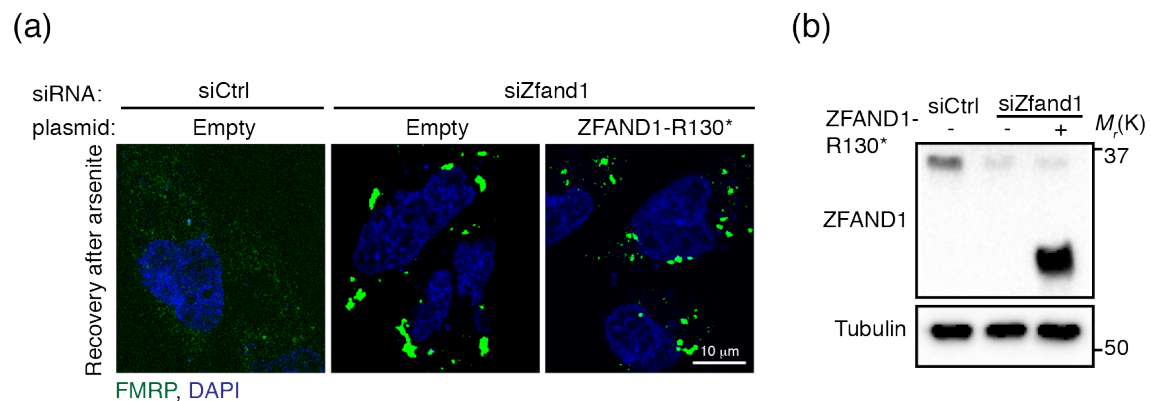 (a)
siRNA: siCtrl siZfand1
plasmid: Empty Empty ZFAND1-R130*
Recovery after arsenite
10 μm
FMRP, DAPI
(b)
siCtrl siZfand1
ZFAND1-
R130* - - + Mr(K)
37
ZFAND1
Tubulin
50